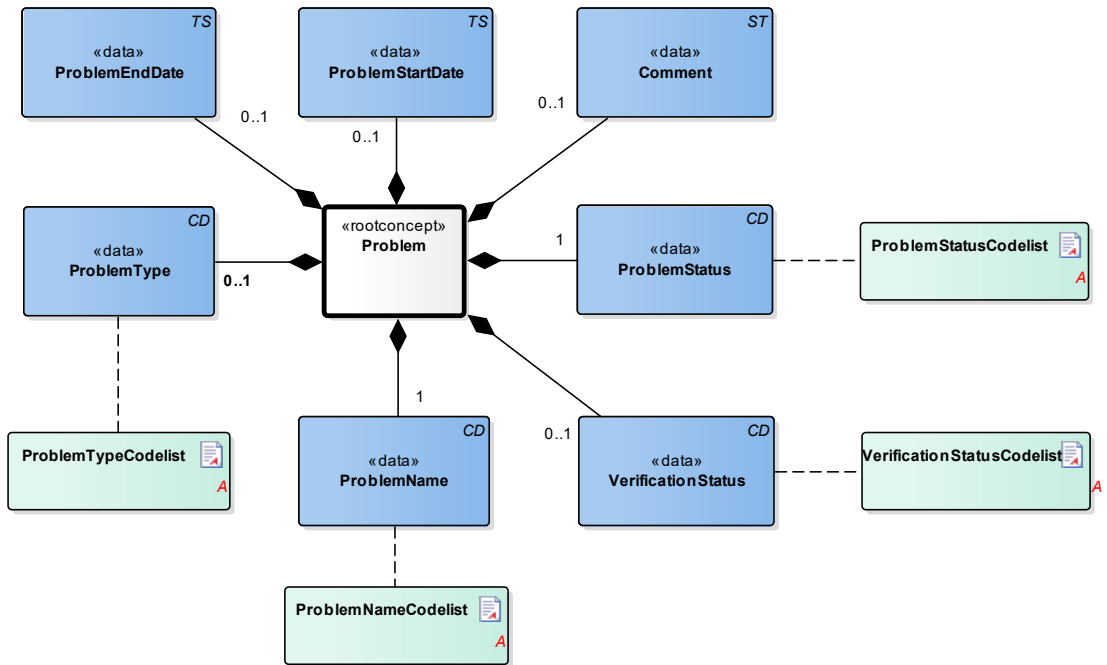 TS
«data»
ProblemEndDate
TS
«data»
ProblemStartDate
ST
«data»
Comment
0..1
0..1
0..1
CD
«data»
ProblemType
0..1
«rootconcept»
Problem
1
CD
«data»
ProblemStatus
ProblemStatusCodelist
A
1
0..1
ProblemTypeCodelist
A
CD
«data»
ProblemName
CD
«data»
VerificationStatus
VerificationStatusCodelist
A
ProblemNameCodelist
A